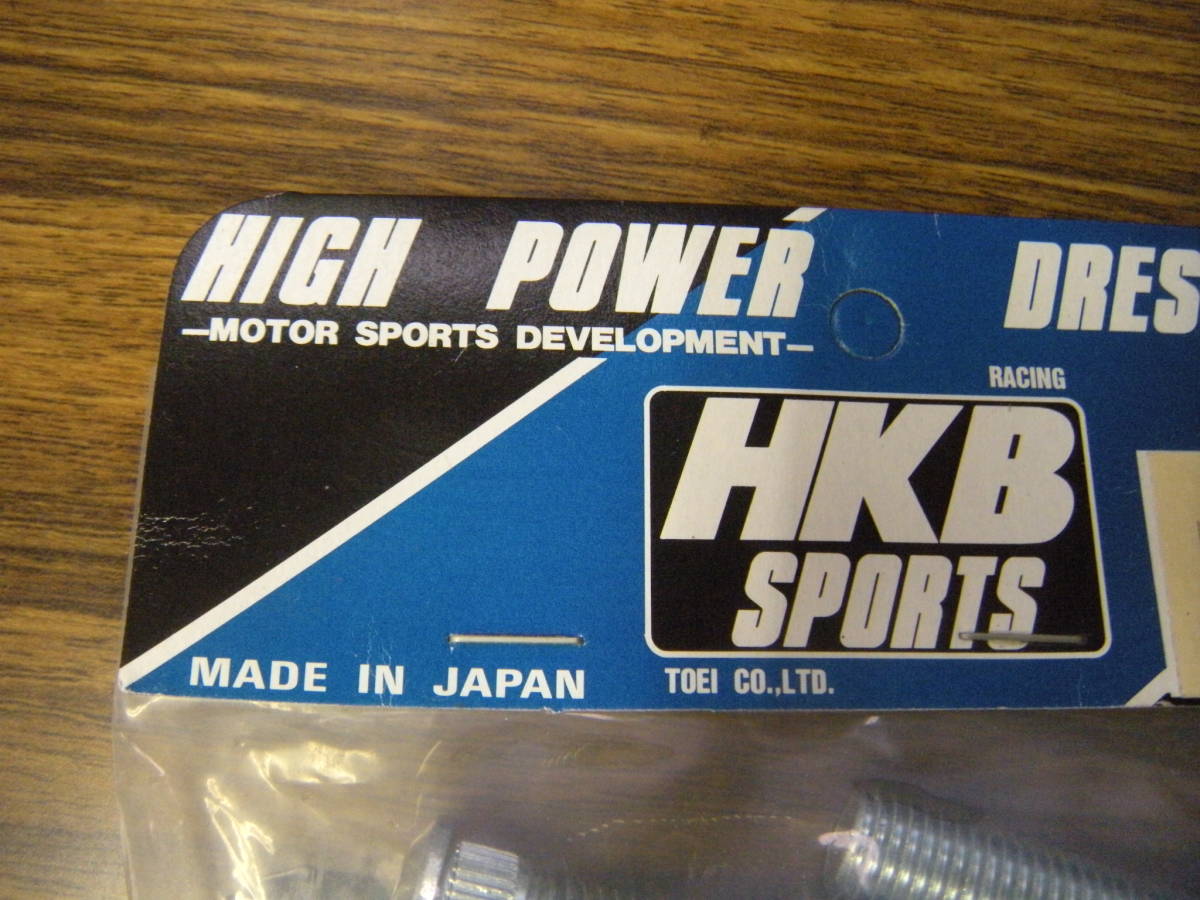 HIGH POWER DRES
—MOTOR SPORTS DEVELOPMENT—
RACING
HKB
SPORTS
MADE IN JAPAN
TOEI CO.,LTD.